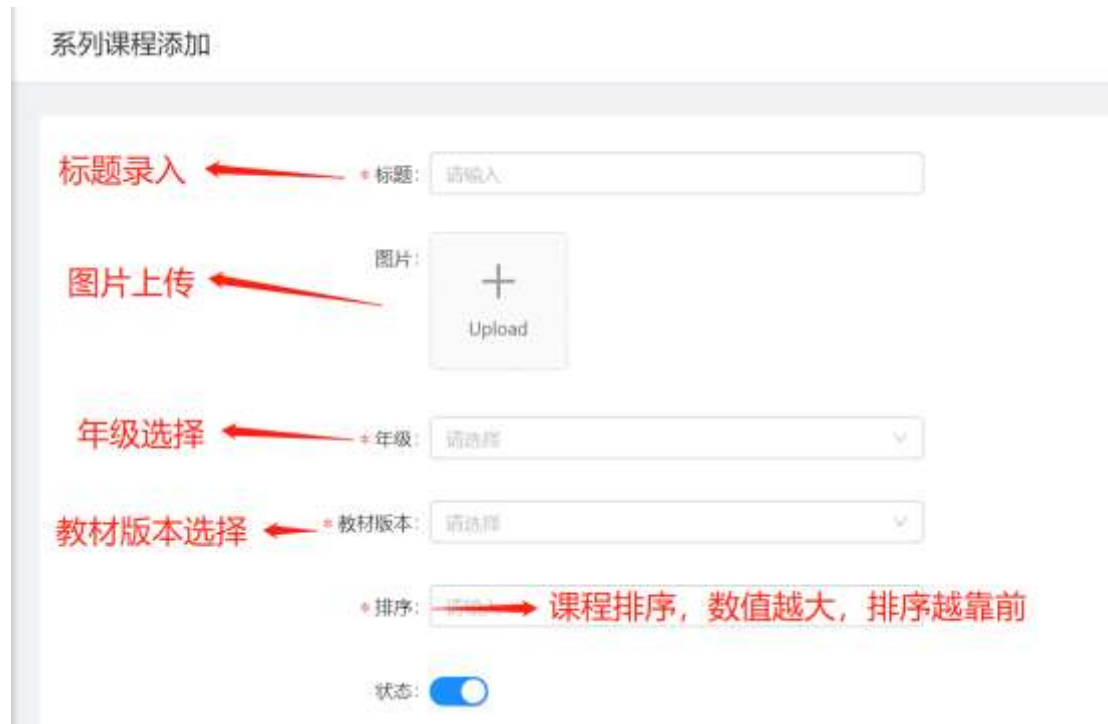 系列课程添加
标题录入
*标题: 请输入
图片上传
图片:
Upload
年级选择
*年级: 请选择
教材版本选择
*教材版本: 请选择
*排序:
课程排序，数值越大，排序越靠前
状态: